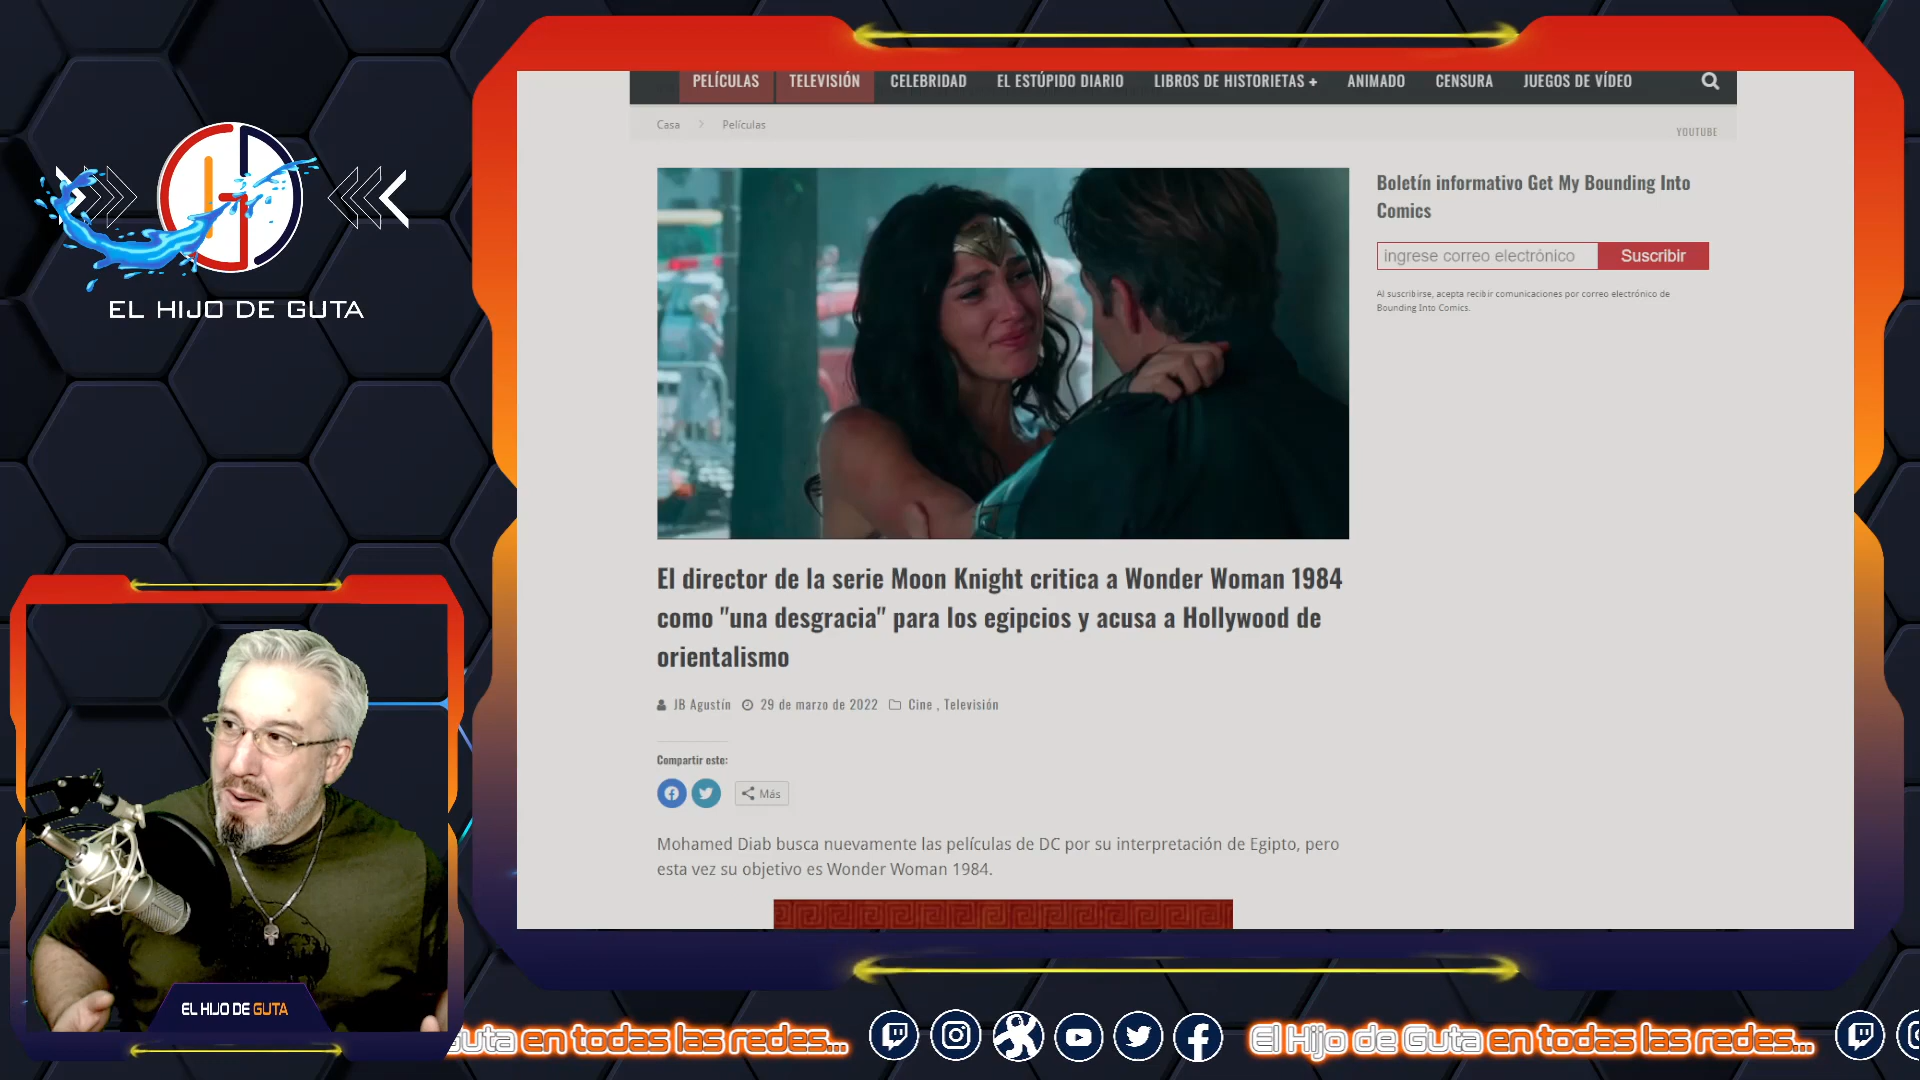 PELÍCULAS TELEVISIÓN CELEBRIDAD EL ESTÚPIDO DIARIO LIBROS DE HISTORIETAS + ANIMADO CENSURA JUEGOS DE VÍDEO
Casa > Películas
YOUTUBE
EL HIJO DE GUTA
Boletín informativo Get My Bounding Into
Comics
ingrese correo electrónico Suscribir
Al suscribirse, acepta recibir comunicaciones por correo electrónico de
Bounding Into Comics.
El director de la serie Moon Knight critica a Wonder Woman 1984
como "una desgracia" para los egipcios y acusa a Hollywood de
orientalismo
JB Agustín 29 de marzo de 2022 Cine , Televisión
Compartir este:
Más
Mohamed Diab busca nuevamente las películas de DC por su interpretación de Egipto, pero
esta vez su objetivo es Wonder Woman 1984.
EL HIJO DE GUTA
Guta en todas las redes... El Hijo de Guta en todas las redes...